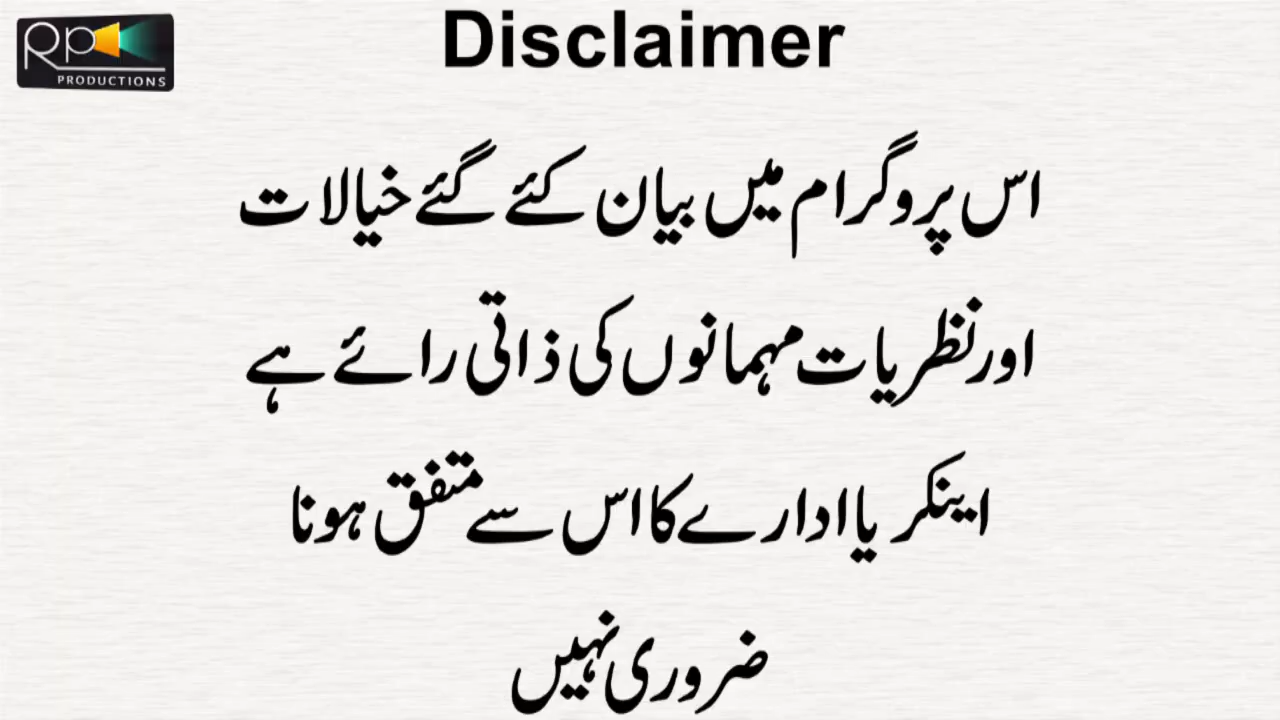 Rp
PRODUCTIONS
Disclaimer
اس پروگرام میں بیان کئے گئے خیالات
اور نظریات مہمانوں کی ذاتی رائے ہے
اینکر یا ادارے کا اس سے متفق ہونا
ضروری نہیں